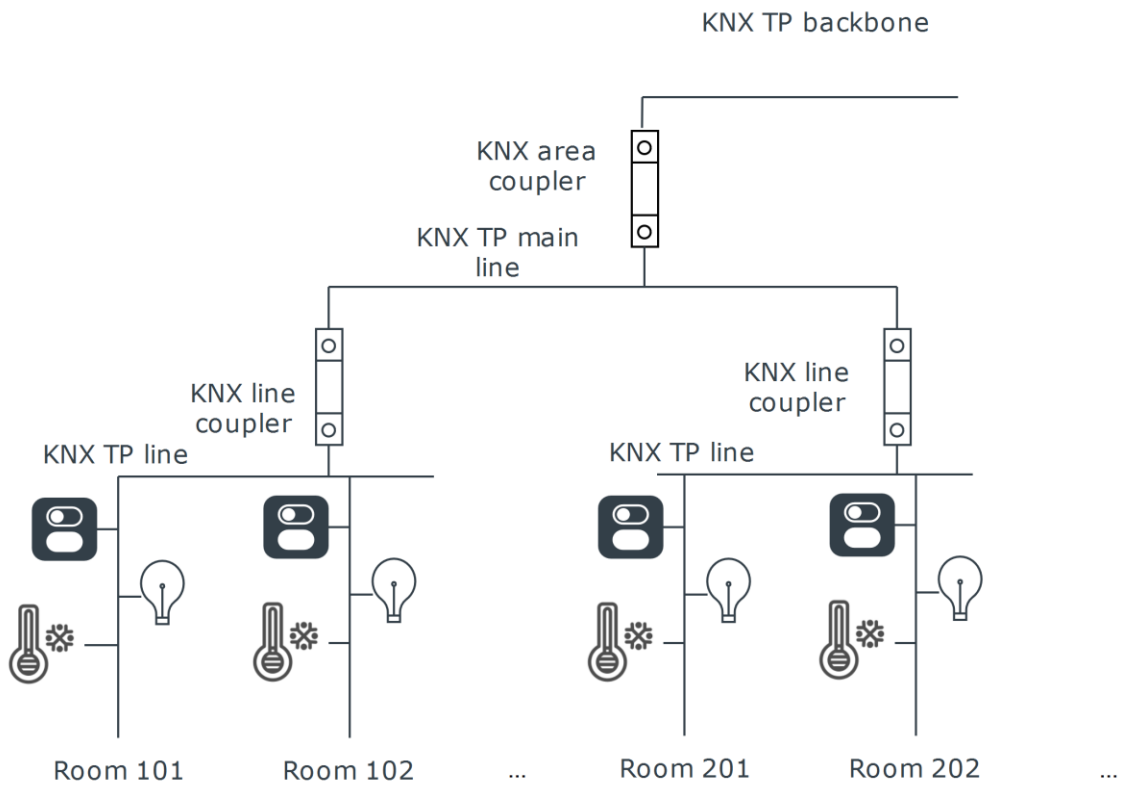 KNX TP backbone
KNX area
coupler
KNX TP main
line
KNX line
coupler
KNX line
coupler
KNX TP line
KNX TP line
Room 101
Room 102
...
Room 201
Room 202
...